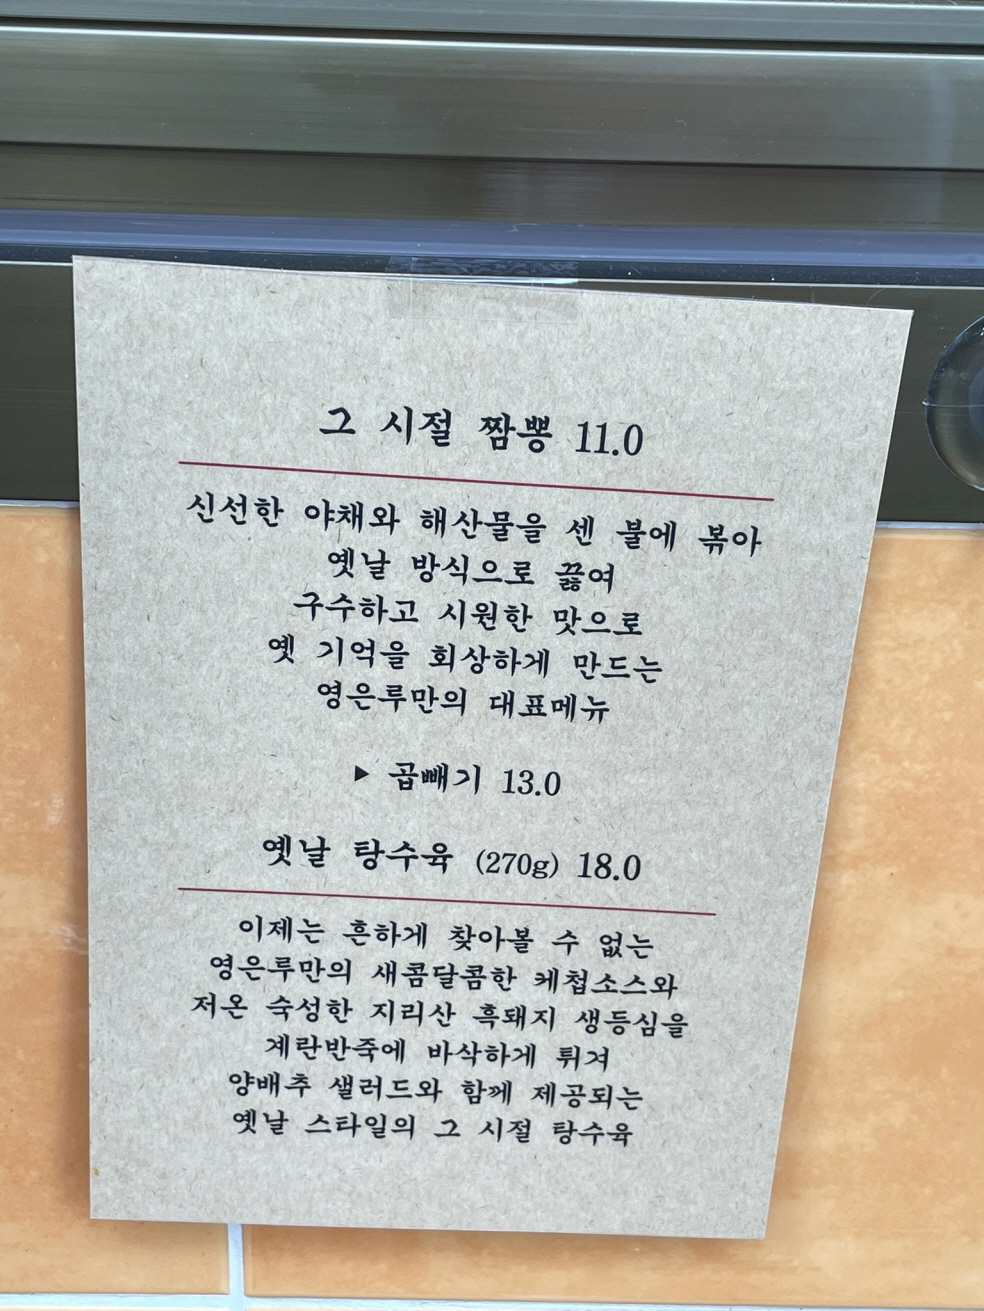 그 시절 짬뽕 11.0
신선한 야채와 해산물을 센 불에 볶아
옛날 방식으로 끓여
구수하고 시원한 맛으로
옛 기억을 회상하게 만드는
영은루만의 대표메뉴
▶ 곱빼기 13.0
옛날 탕수육 (270g) 18.0
이제는 흔하게 찾아볼 수 없는
영은루만의 새콤달콤한 케첩소스와
저온 숙성한 지리산 흑돼지 생등심을
계란반죽에 바삭하게 튀겨
양배추 샐러드와 함께 제공되는
옛날 스타일의 그 시절 탕수육